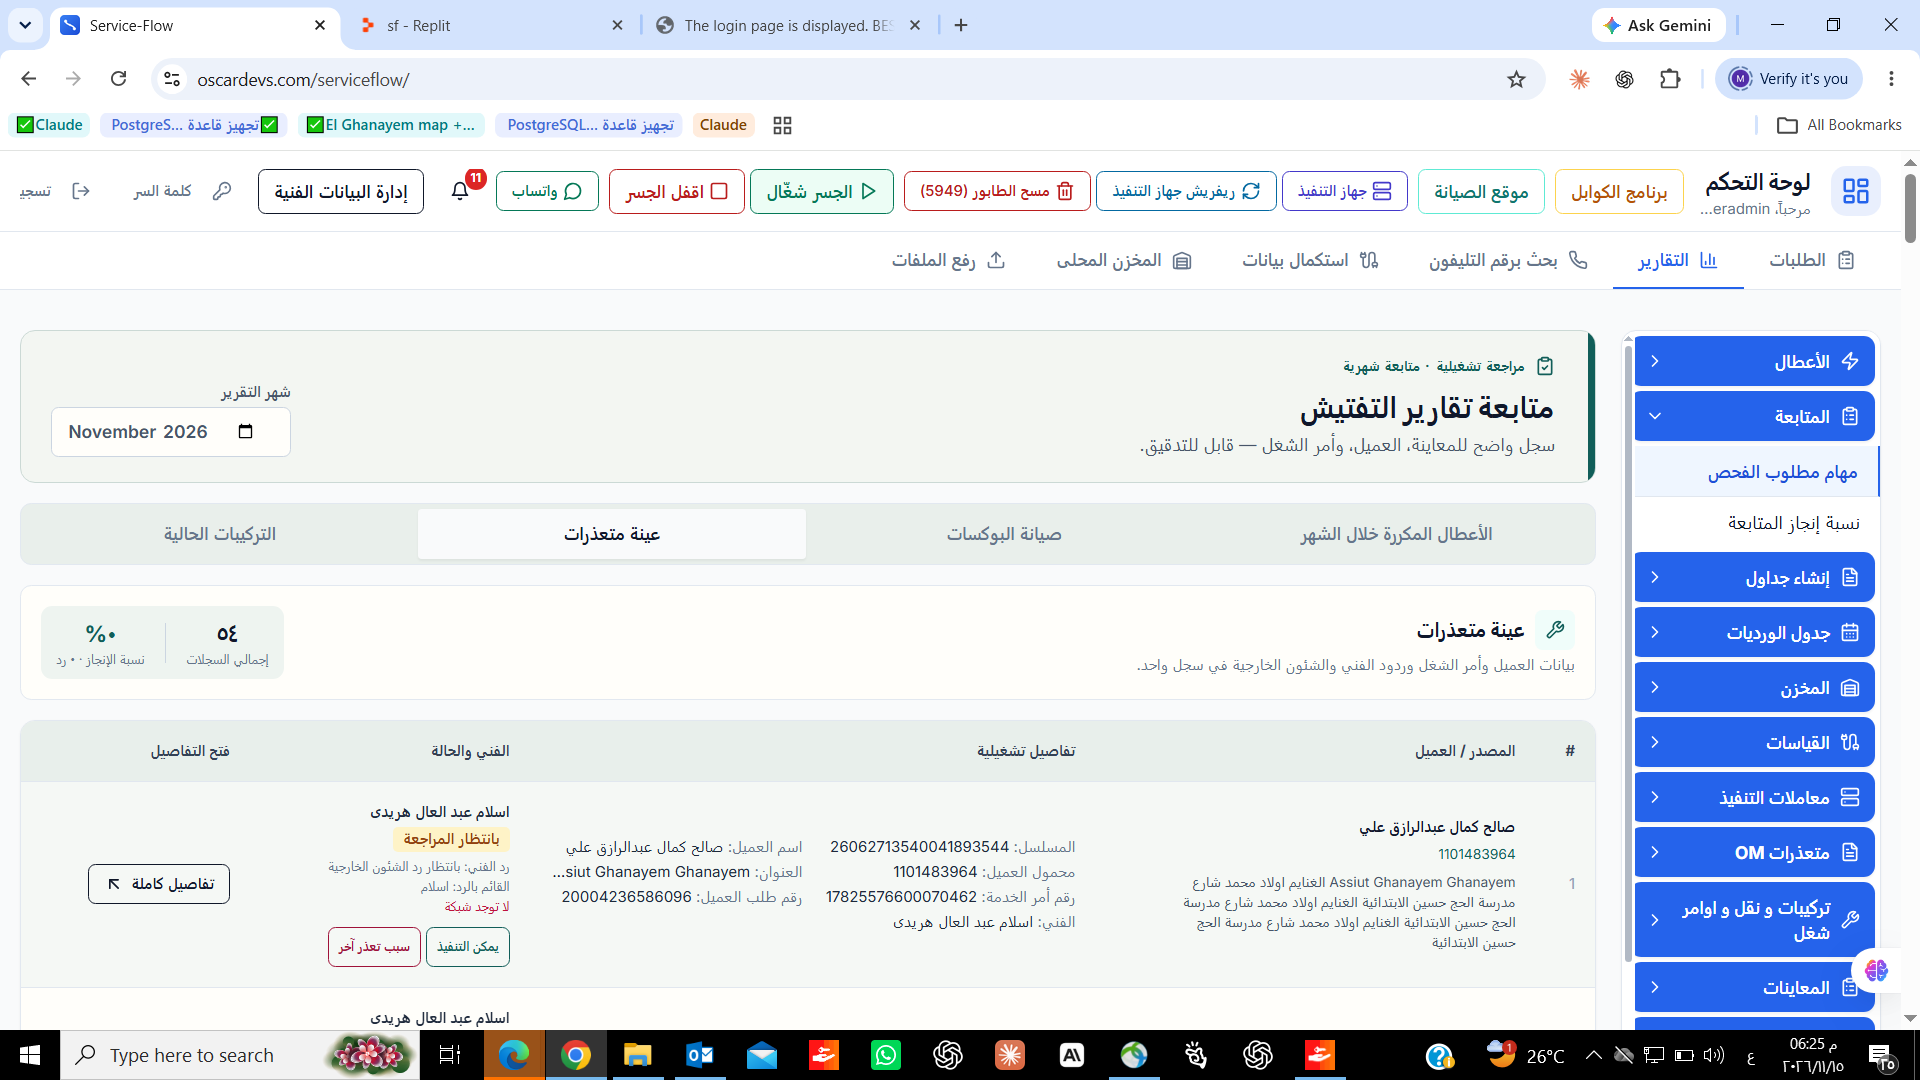 Service-Flow
sf - Replit
The login page is displayed. BES
Ask Gemini
oscardevs.com/serviceflow/
Verify it's you
Claude
تجهيز قاعدة ...PostgreS
El Ghanayem map +...
تجهيز قاعدة ...PostgreSQL
Claude
All Bookmarks
لوحة التحكم
مرحباً، eradmin...
برنامج الكوابل
موقع الصيانة
جهاز التنفيذ
ريفريش جهاز التنفيذ
مسح الطابور (5949)
الجسر شغّال
اقفل الجسر
واتساب
11
إدارة البيانات الفنية
كلمة السر
تسجي
الطلبات
التقارير
بحث برقم التليفون
استكمال بيانات
المخزن المحلى
رفع الملفات
الأعطال
المتابعة
مهام مطلوب الفحص
نسبة إنجاز المتابعة
إنشاء جداول
جدول الورديات
المخزن
القياسات
معاملات التنفيذ
متعذرات OM
تركيبات و نقل و اوامر
شغل
المعاينات
مراجعة تشغيلية · متابعة شهرية
متابعة تقارير التفتيش
سجل واضح للمعاينة، العميل، وأمر الشغل — قابل للتدقيق.
شهر التقرير
November 2026
الأعطال المكررة خلال الشهر
صيانة البوكسات
عينة متعذرات
التركيبات الحالية
عينة متعذرات
بيانات العميل وأمر الشغل وردود الفني والشئون الخارجية في سجل واحد.
٥٤
إجمالي السجلات
٠%
نسبة الإنجاز · ٠ رد
#
المصدر / العميل
تفاصيل تشغيلية
الفني والحالة
فتح التفاصيل
1
صالح كمال عبدالرازق علي
1101483964
Assiut Ghanayem Ghanayem الغنايم اولاد محمد شارع
مدرسة الحج حسين الابتدائية الغنايم اولاد محمد شارع مدرسة
الحج حسين الابتدائية الغنايم اولاد محمد شارع مدرسة الحج
حسين الابتدائية
المسلسل: 26062713540041893544
اسم العميل: صالح كمال عبدالرازق علي
محمول العميل: 1101483964
العنوان: siut Ghanayem Ghanayem...
رقم أمر الخدمة: 17825576600070462
رقم طلب العميل: 20004236586096
الفني: اسلام عبد العال هريدى
اسلام عبد العال هريدى
بانتظار المراجعة
رد الفني: بانتظار رد الشئون الخارجية
القائم بالرد: اسلام
لا توجد شبكة
يمكن التنفيذ
سبب تعذر آخر
تفاصيل كاملة
اسلام عبد العال هريدى
Type here to search
1
26°C
ع
06:25 م
٢٠٢٦/١١/١٥
٢٥